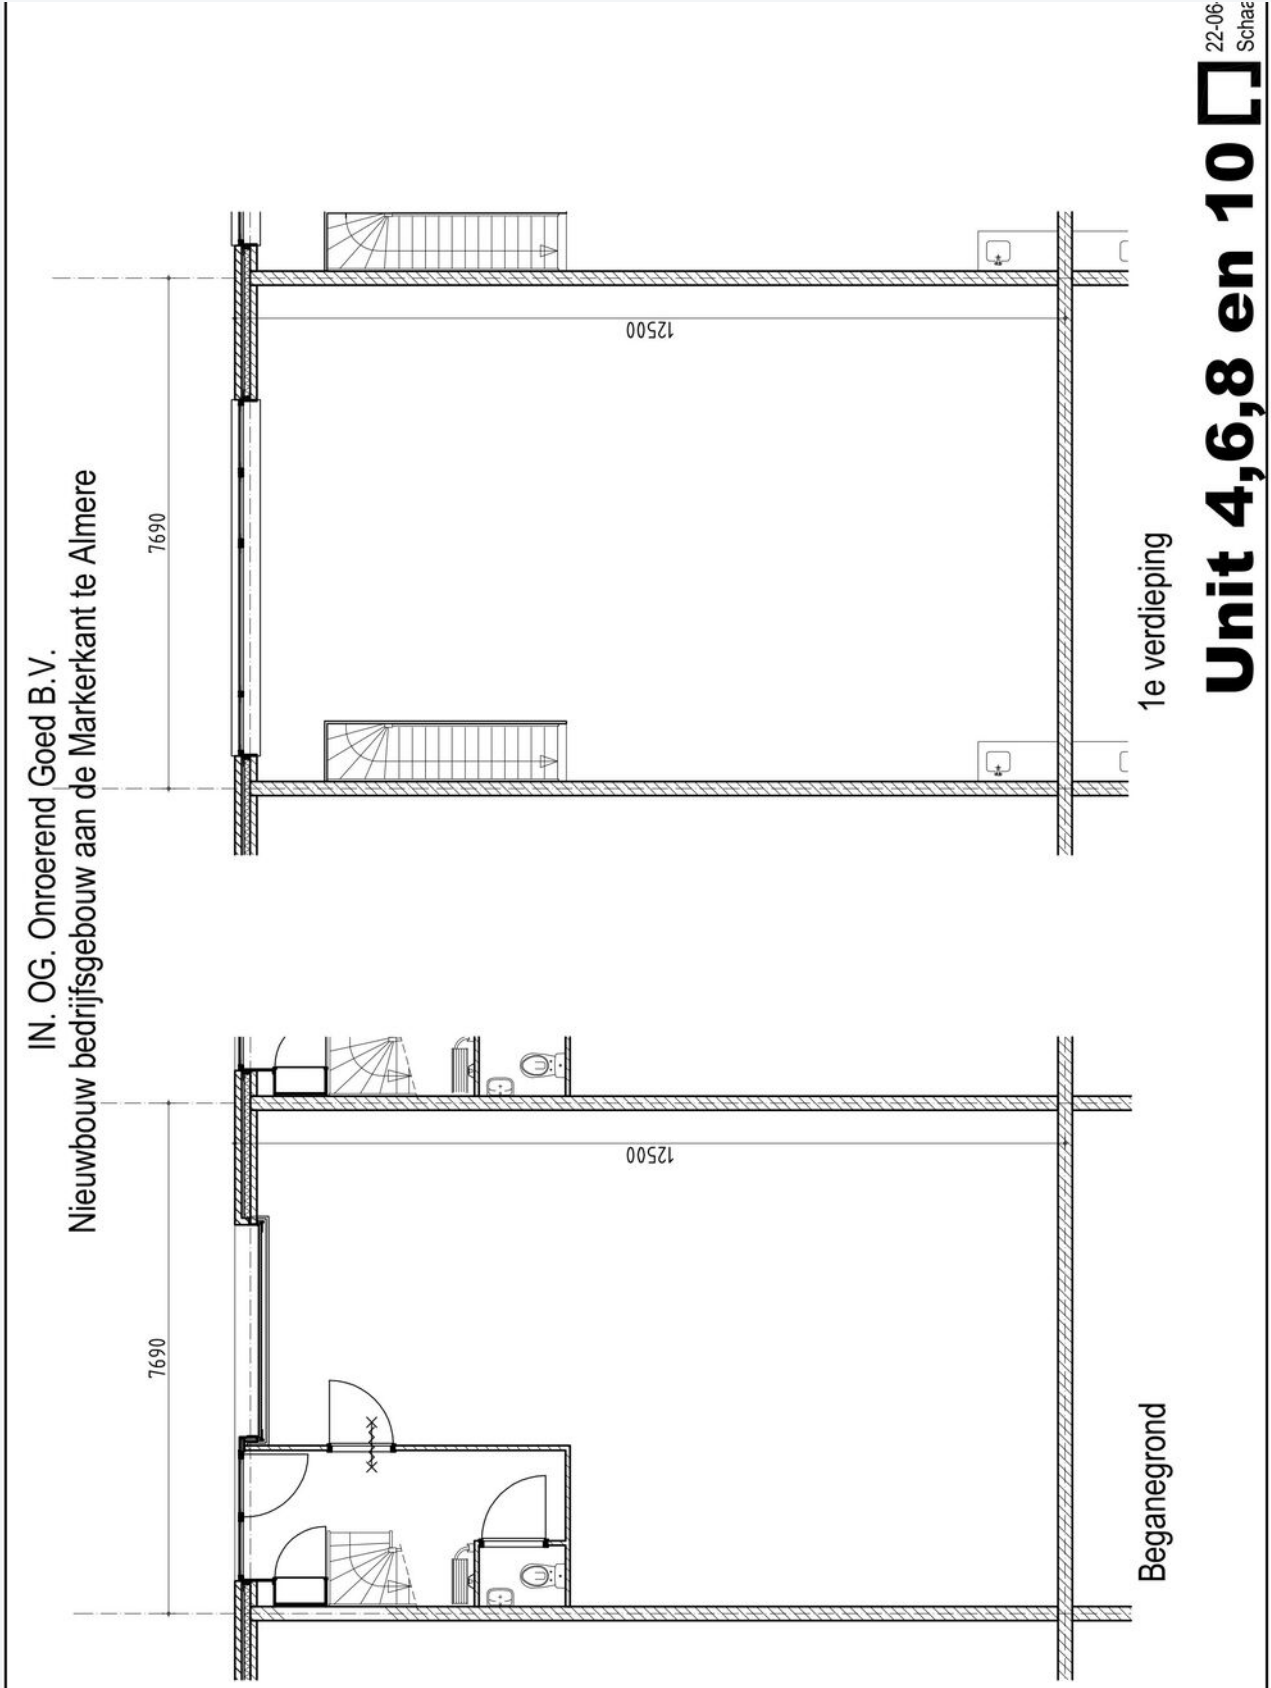 IN. OG. Onroerend Goed B.V.
Nieuwbouw bedrijfsgebouw aan de Markerkant te Almere
7690
7690
12500
12500
Beganegrond
1e verdieping
Unit 4,6,8 en 10
22-06-
Schaa